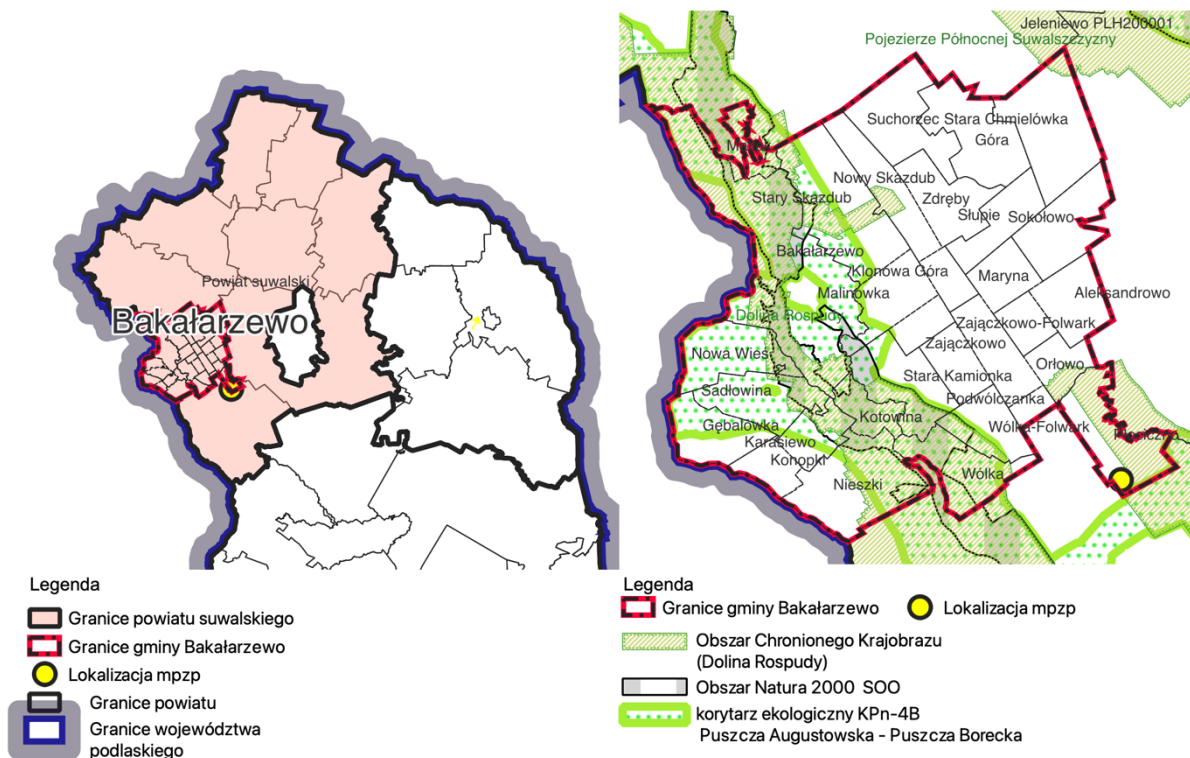 Powiat suwalski
Bakałarzewo
Legenda
Granice powiatu suwalskiego
Granice gminy Bakałarzewo
Lokalizacja mpzp
Granice powiatu
Granice województwa
podlaskiego
Jeleniewo PLH200001
Pojezierze Północnej Suwalszczyzny
Suchorzec Stara Chmielówka
Góra
Nowy Skazdub
Stary Skazdub
Zdręby
Słupie
Sokołowo
Bakałarzewo
Klonowa Góra
Maryna
Malinówka
Aleksandrowo
Dolina Rospudy
Zajączkowo-Folwark
Zajączkowo
Nowa Wieś
Orłowo
Stara Kamionka
Sadłowina
Podwólczanka
Kotowina
Gębalówka
Wólka-Folwark
Karasiewo
Konopki
Wólka
Nieszki
Legenda
Granice gminy Bakałarzewo
Lokalizacja mpzp
Obszar Chronionego Krajobrazu
(Dolina Rospudy)
Obszar Natura 2000 SOO
korytarz ekologiczny KPn-4B
Puszcza Augustowska - Puszcza Borecka